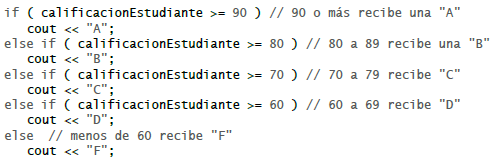 if ( calificacionEstudiante >= 90 ) // 90 o más recibe una "A"
cout << "A";
else if ( calificacionEstudiante >= 80 ) // 80 a 89 recibe una "B"
cout << "B";
else if ( calificacionEstudiante >= 70 ) // 70 a 79 recibe "C"
cout << "C";
else if ( calificacionEstudiante >= 60 ) // 60 a 69 recibe "D"
cout << "D";
else // menos de 60 recibe "F"
cout << "F";